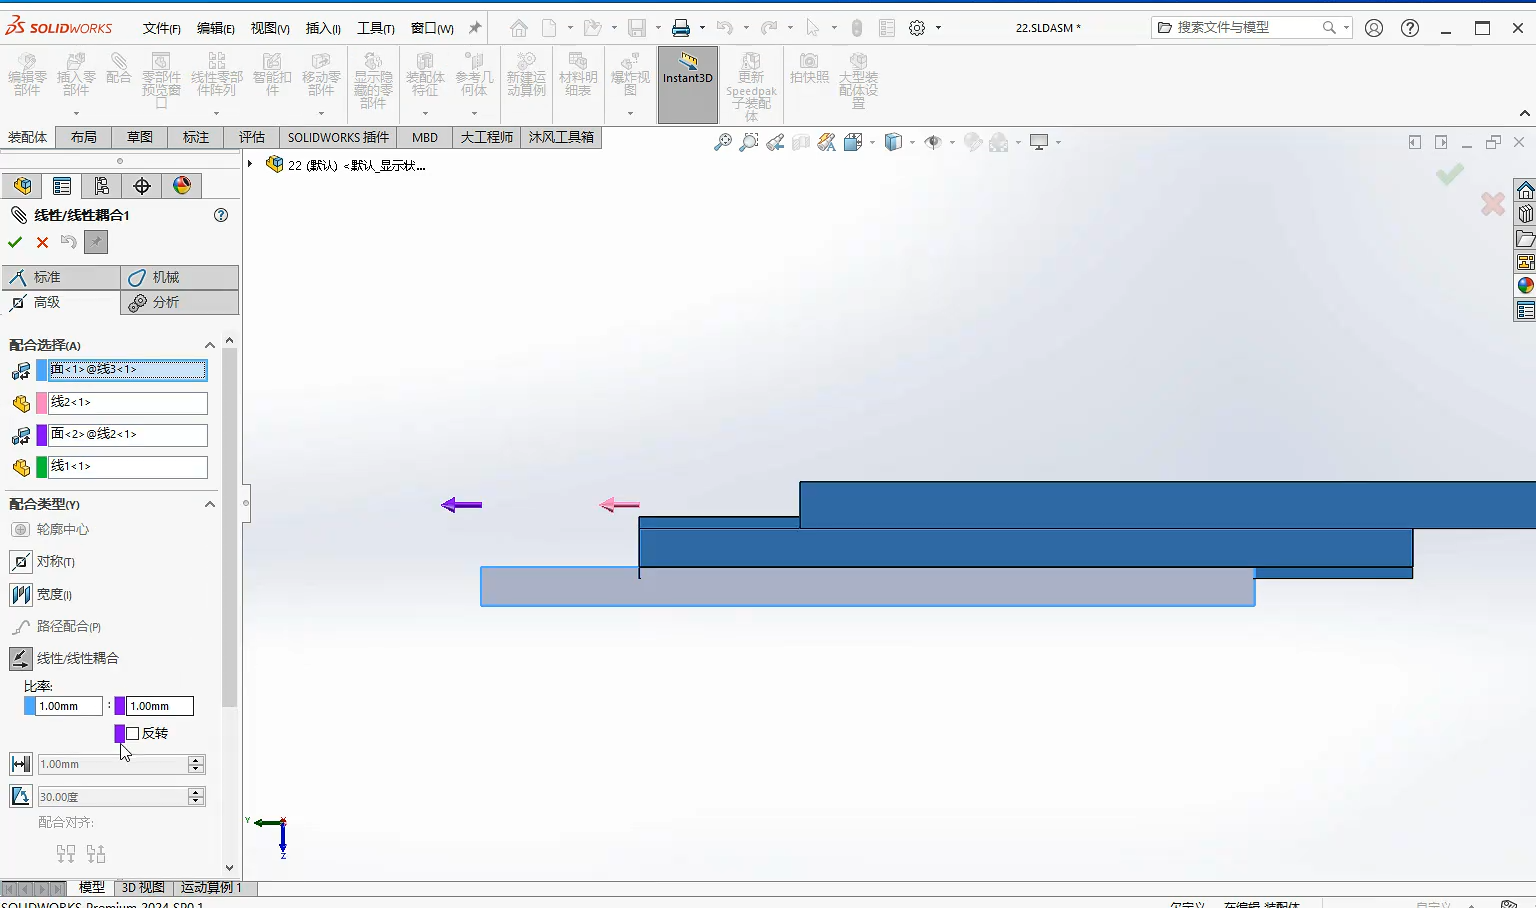 SOLIDWORKS 文件(F) 编辑(E) 视图(V) 插入(I) 工具(T) 窗口(W) 22.SLDASM * 搜索文件与模型
编辑零部件 插入零部件 配合 零部件预览窗口 线性零部件阵列 智能扣件 移动零部件 显示隐藏的零部件 装配体特征 参考几何体 新建运动算例 材料明细表 爆炸视图 Instant3D 更新Speedpak子装配体 拍快照 大型装配体设置
装配体 布局 草图 标注 评估 SOLIDWORKS 插件 MBD 大工程师 沐风工具箱
22 (默认) <默认_显示状...
线性/线性耦合1
标准 机械
高级 分析
配合选择(A)
面<1>@线3<1>
线2<1>
面<2>@线2<1>
线1<1>
配合类型(Y)
轮廓中心
对称(T)
宽度(I)
路径配合(P)
线性/线性耦合
比率:
1.00mm : 1.00mm
反转
1.00mm
30.00度
配合对齐:
Y
Z
模型 3D 视图 运动算例 1
SOLIDWORKS Premium 2024 SP0.1 欠定义 在编辑 装配体 自定义